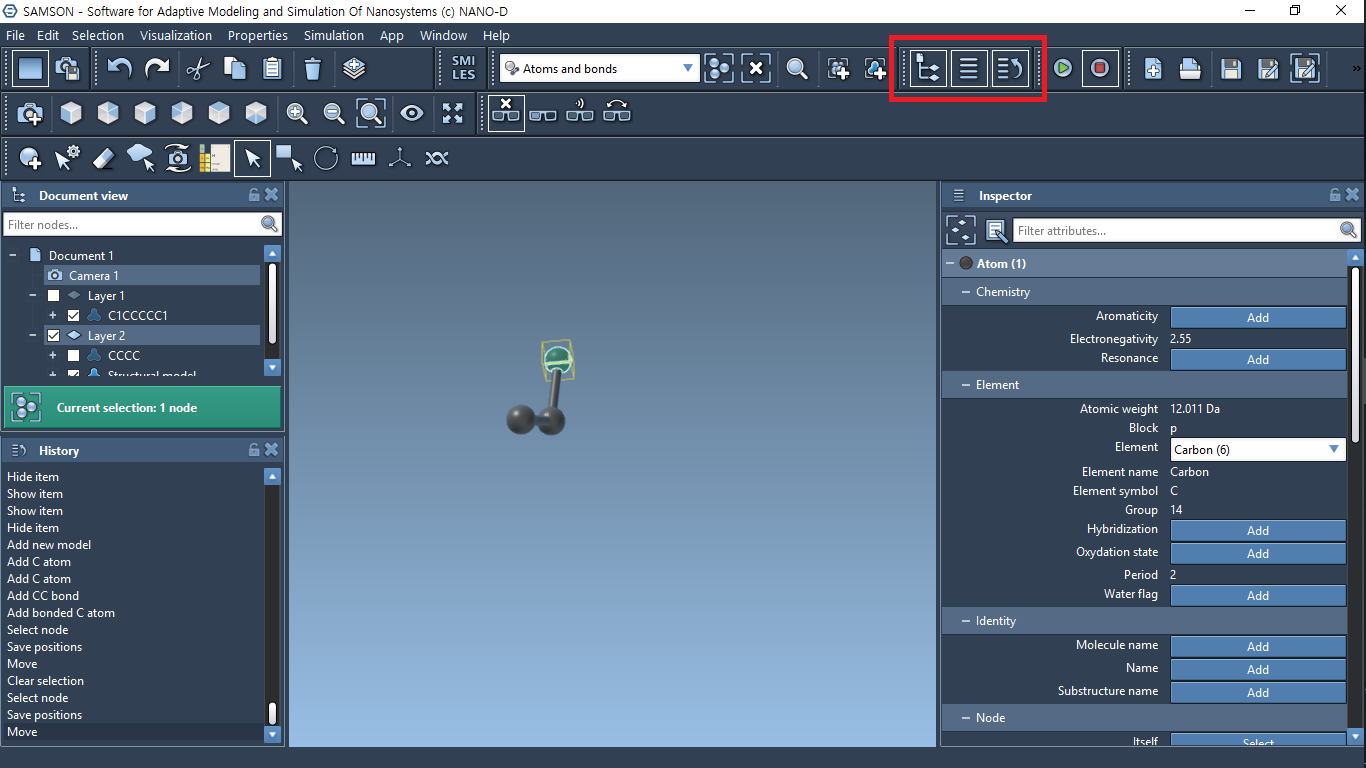 SAMSON - Software for Adaptive Modeling and Simulation Of Nanosystems (c) NANO-D
File Edit Selection Visualization Properties Simulation App Window Help
SMI
LES
Atoms and bonds
Document view
Filter nodes...
Document 1
Camera 1
Layer 1
C1CCCCC1
Layer 2
CCCC
Structural model
Current selection: 1 node
History
Hide item
Show item
Show item
Hide item
Add new model
Add C atom
Add C atom
Add CC bond
Add bonded C atom
Select node
Save positions
Move
Clear selection
Select node
Save positions
Move
Inspector
Filter attributes...
Atom (1)
Chemistry
Aromaticity Add
Electronegativity 2.55
Resonance Add
Element
Atomic weight 12.011 Da
Block p
Element Carbon (6)
Element name Carbon
Element symbol C
Group 14
Hybridization Add
Oxydation state Add
Period 2
Water flag Add
Identity
Molecule name Add
Name Add
Substructure name Add
Node
Itself Select